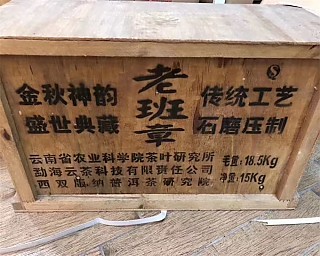 老班章
金秋神韵
盛世典藏
传统工艺
石磨压制
云南省农业科学院茶叶研究所
勐海云茶科技有限责任公司
西双版纳普洱茶研究院
毛重:18.5Kg
净重:15Kg